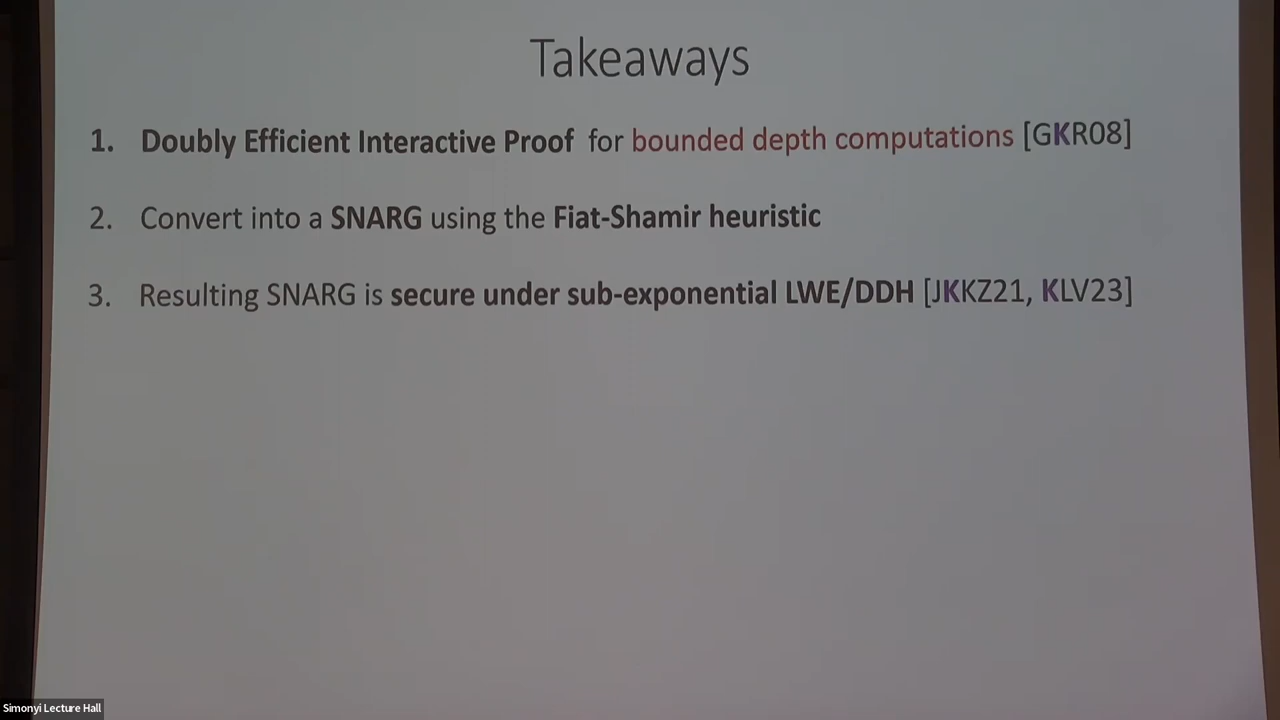 Takeaways
1. Doubly Efficient Interactive Proof for bounded depth computations [GKR08]
2. Convert into a SNARG using the Fiat-Shamir heuristic
3. Resulting SNARG is secure under sub-exponential LWE/DDH [JKKZ21, KLV23]
Simonyi Lecture Hall